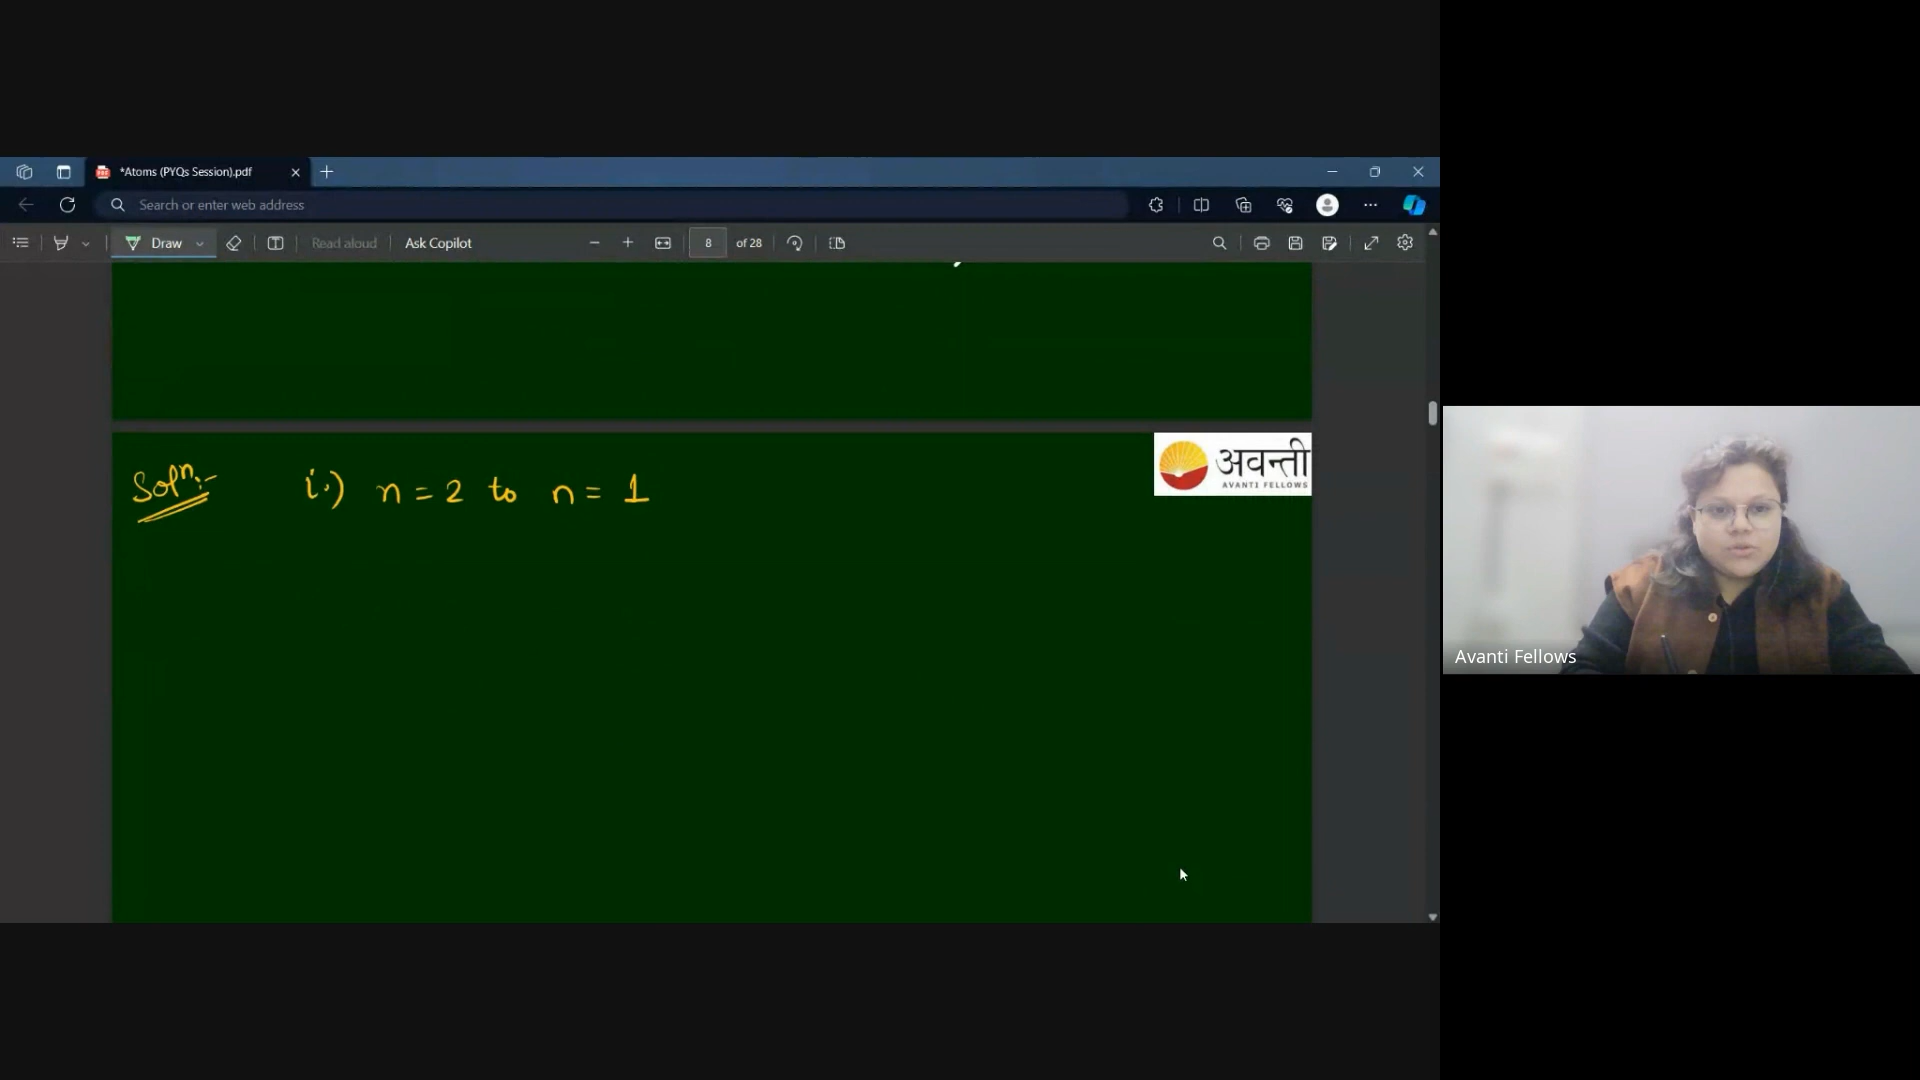 *Atoms (PYQs Session).pdf
Search or enter web address
Draw
Read aloud
Ask Copilot
8 of 28
Solⁿ:- i.) n = 2 to n = 1
अवन्ती
AVANTI FELLOWS
Avanti Fellows